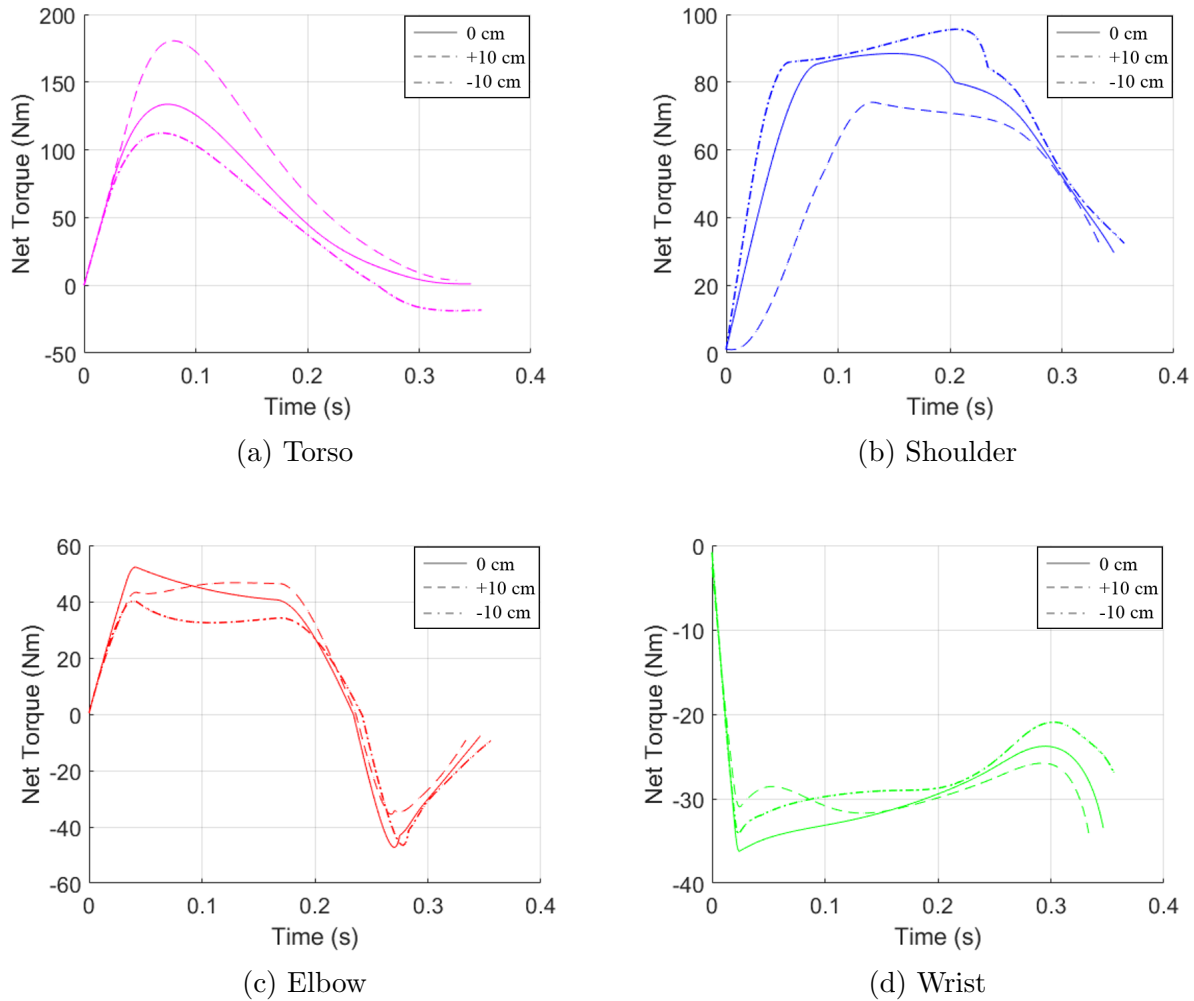 200
150
100
50
0
-50
0
0.1
0.2
0.3
0.4
Net Torque (Nm)
Time (s)
0 cm
+10 cm
-10 cm
(a) Torso
100
80
60
40
20
0
0
0.1
0.2
0.3
0.4
Net Torque (Nm)
Time (s)
0 cm
+10 cm
-10 cm
(b) Shoulder
60
40
20
0
-20
-40
-60
0
0.1
0.2
0.3
0.4
Net Torque (Nm)
Time (s)
0 cm
+10 cm
-10 cm
(c) Elbow
0
-10
-20
-30
-40
0
0.1
0.2
0.3
0.4
Net Torque (Nm)
Time (s)
0 cm
+10 cm
-10 cm
(d) Wrist